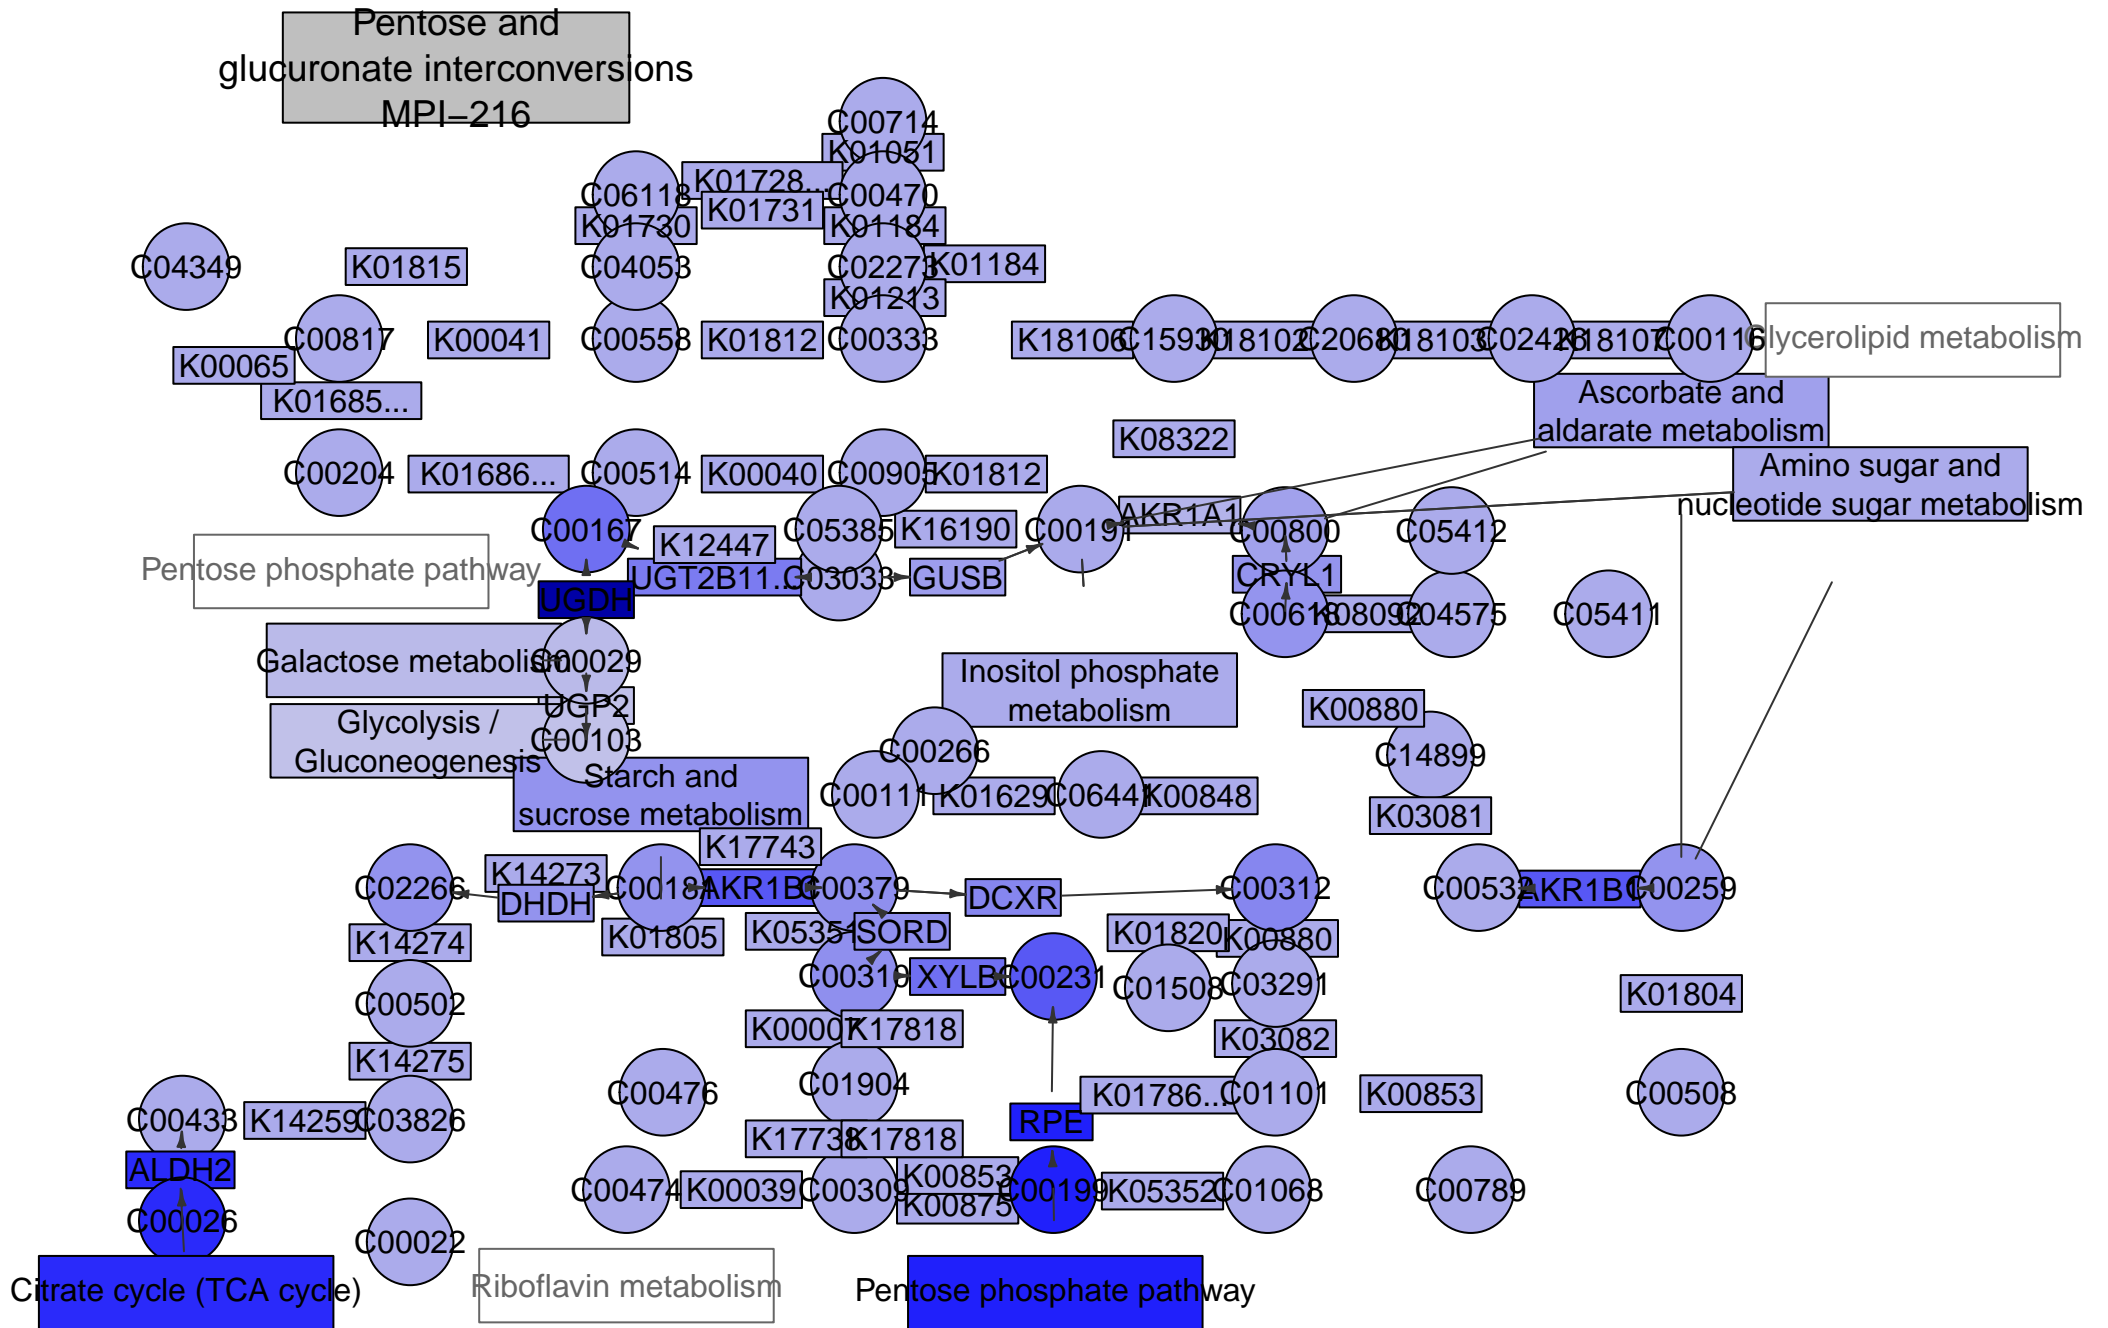 Pentose and
glucuronate interconversions
MPI−216
C00714
K01051
C06118
K01728...
C00470
K01731
K01730
K01184
C04349
K01815
C04053
C02273
K01184
K01213
C00817
K00041
C00558
K01812
C00333
K18106
C15930
K18102
C20680
K18103
C02426
K18107
C00116
Glycerolipid metabolism
K00065
K01685...
Ascorbate and
aldarate metabolism
K08322
C00204
K01686...
C00514
K00040
C00905
K01812
Amino sugar and
nucleotide sugar metabolism
C00167
K12447
C05385
K16190
C00191
AKR1A1
C00800
C05412
Pentose phosphate pathway
UGDH
UGT2B11...
C03033
GUSB
CRYL1
C00618
K08092
C04575
C05411
Galactose metabolism
C00029
UGP2
Glycolysis /
Gluconeogenesis
C00103
Inositol phosphate
metabolism
K00880
C00266
C14899
Starch and
sucrose metabolism
C00111
K01629
C06441
K00848
K03081
K17743
C02266
K14273
DHDH
C00181
AKR1B1
C00379
DCXR
C00312
C00532
AKR1B1
C00259
K14274
K01805
K05351
SORD
K01820
K00880
C00502
C00310
XYLB
C00231
C01508
C03291
K01804
K14275
K00007
K17818
K03082
C00476
C01904
K01786...
C01101
K00853
C00508
C00433
K14259
C03826
RPE
K17738
K17818
ALDH2
C00474
K00039
C00309
K00853
K00875
C00199
K05352
C01068
C00789
C00026
C00022
Citrate cycle (TCA cycle)
Riboflavin metabolism
Pentose phosphate pathway